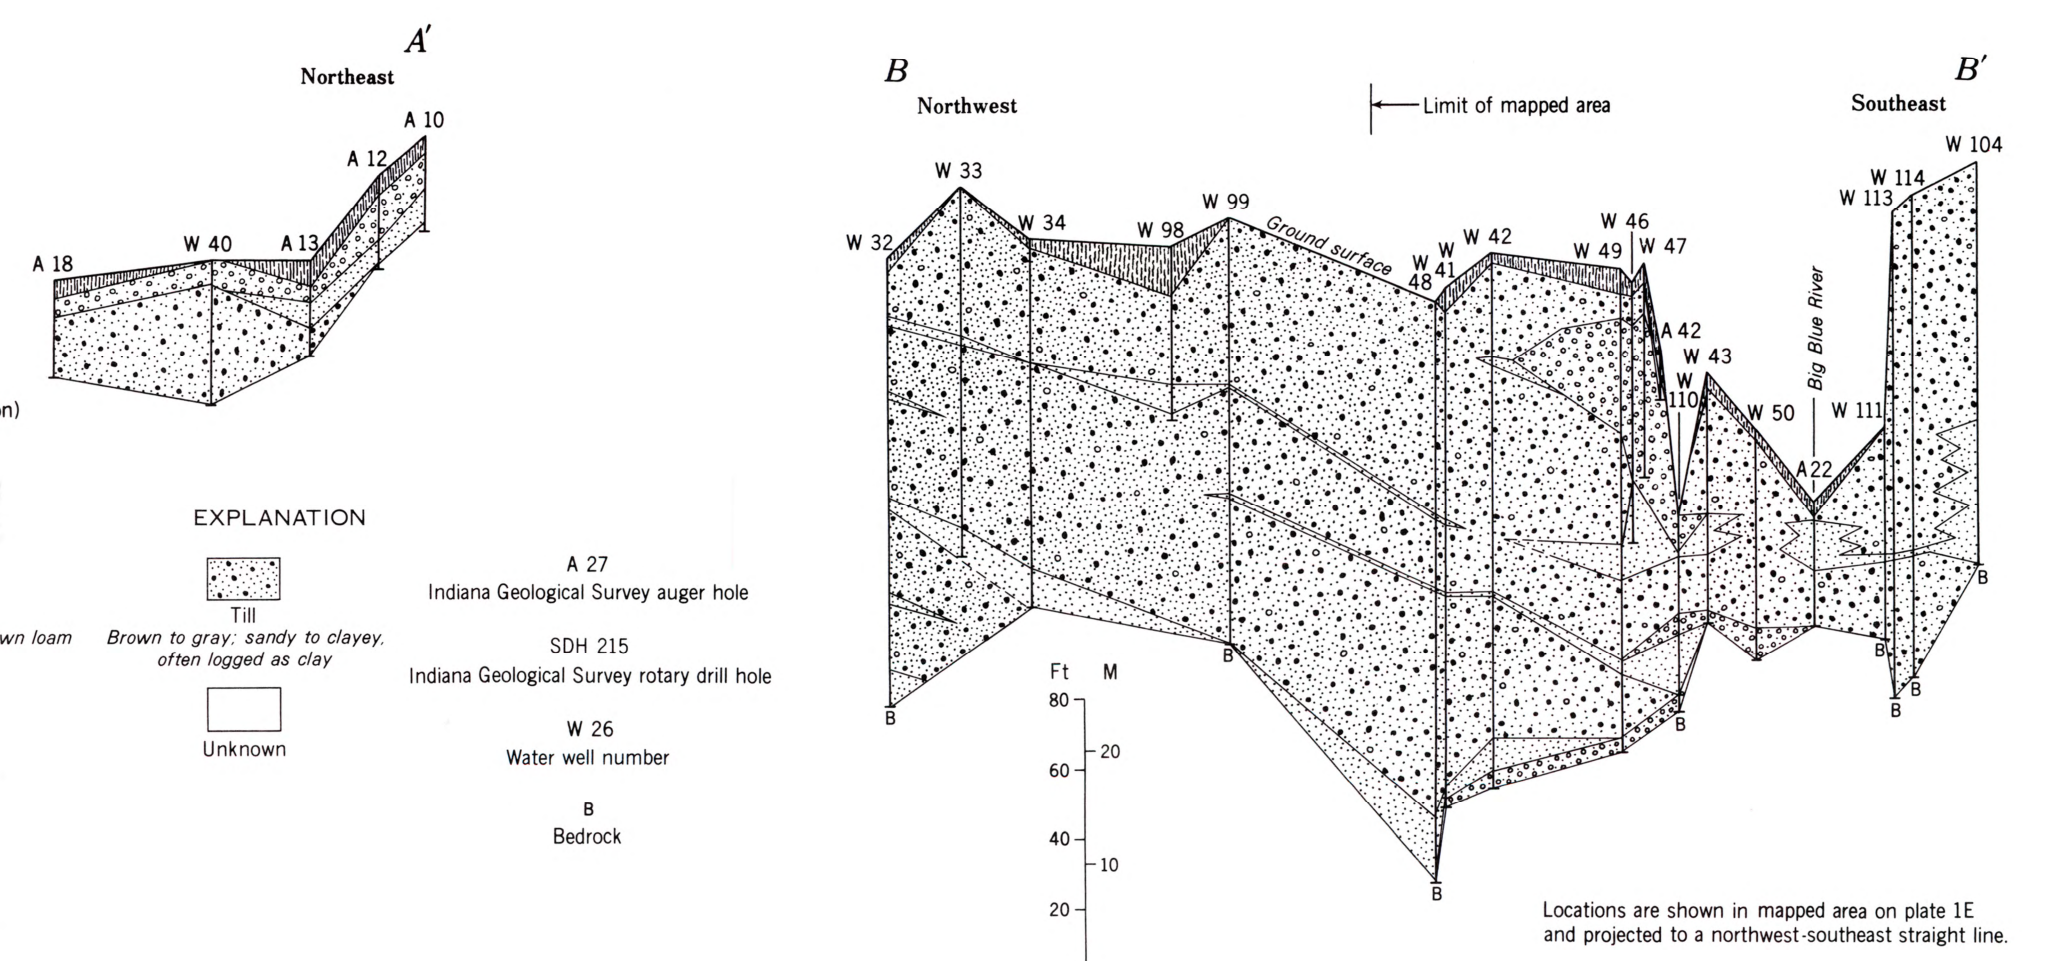 A'
Northeast
A 10
A 12
A 18
W 40
A 13
n)
EXPLANATION
Till
wn loam
Brown to gray; sandy to clayey,
often logged as clay
Unknown
A 27
Indiana Geological Survey auger hole
SDH 215
Indiana Geological Survey rotary drill hole
W 26
Water well number
B
Bedrock
B
Northwest
Limit of mapped area
B'
Southeast
W 104
W 114
W 113
W 33
W 32
W 34
W 98
W 99
Ground surface
W
48
W
41
W 42
W 49
W 46
W 47
A 42
W 43
W
110
W 50
Big Blue River
W 111
A 22
B
B
B
B
B
B
B
B
Ft M
80
20
60
40
10
20
Locations are shown in mapped area on plate 1E
and projected to a northwest-southeast straight line.